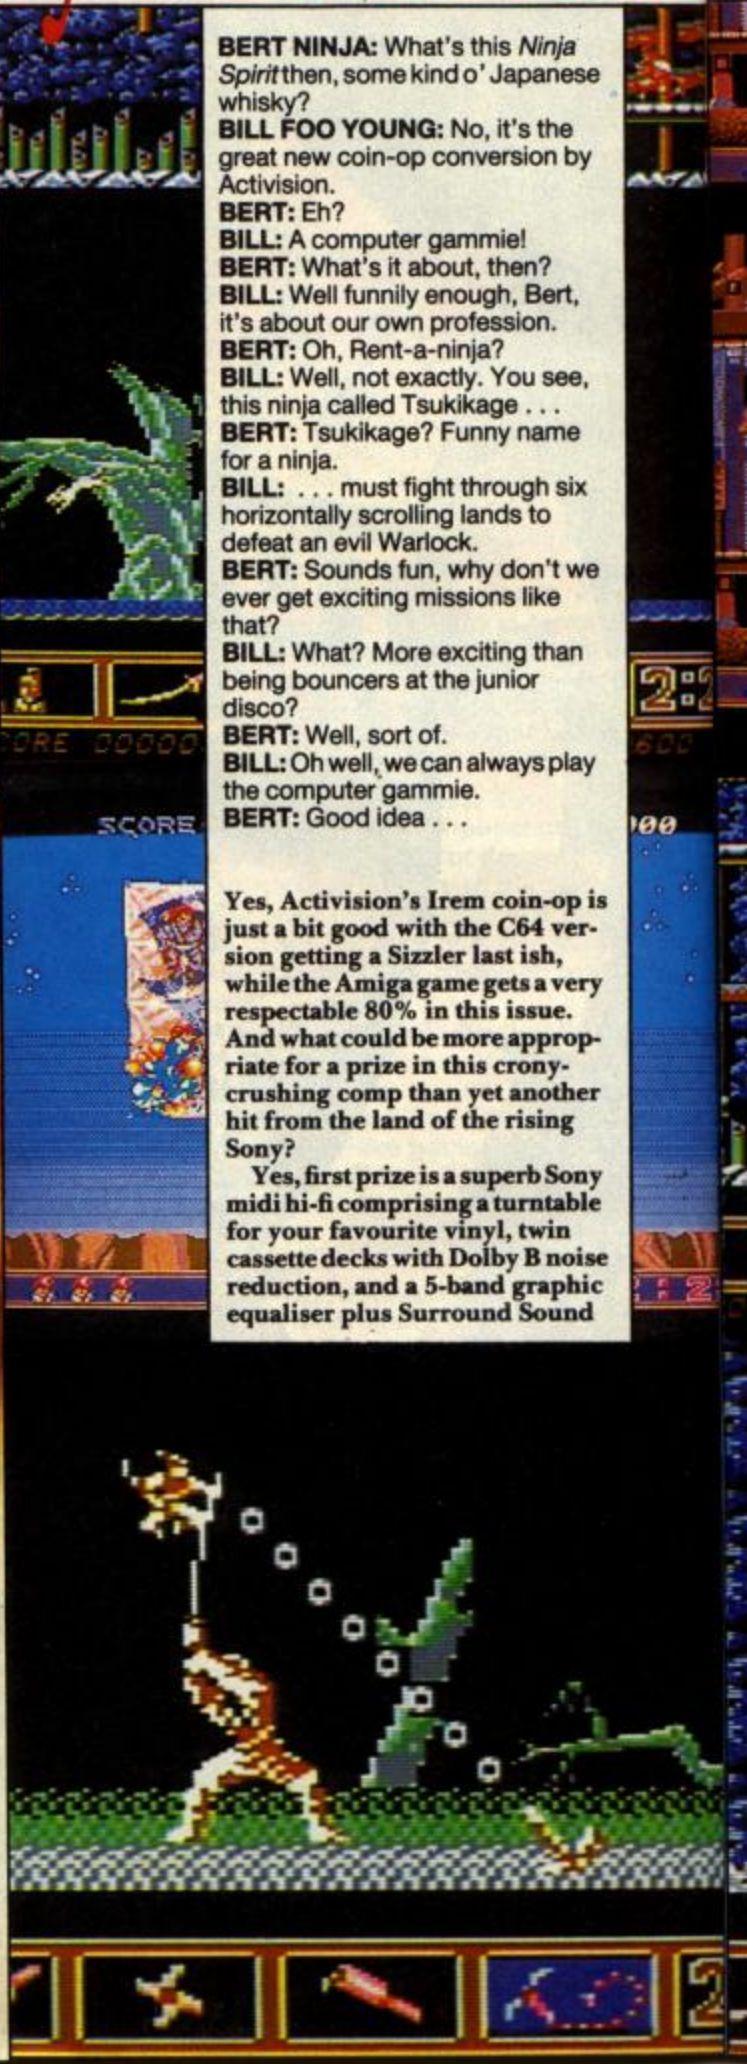 BERT NINJA: What's this Ninja
Spirit then, some kind o' Japanese
whisky?
BILL FOO YOUNG: No, it's the
great new coin-op conversion by
Activision.
BERT: Eh?
BILL: A computer gammie!
BERT: What's it about, then?
BILL: Well funnily enough, Bert,
it's about our own profession.
BERT: Oh, Rent-a-ninja?
BILL: Well, not exactly. You see,
this ninja called Tsukikage . . .
BERT: Tsukikage? Funny name
for a ninja.
BILL: . . . must fight through six
horizontally scrolling lands to
defeat an evil Warlock.
BERT: Sounds fun, why don't we
ever get exciting missions like
that?
BILL: What? More exciting than
being bouncers at the junior
disco?
BERT: Well, sort of.
BILL: Oh well, we can always play
the computer gammie.
BERT: Good idea . . .
Yes, Activision's Irem coin-op is
just a bit good with the C64 ver-
sion getting a Sizzler last ish,
while the Amiga game gets a very
respectable 80% in this issue.
And what could be more approp-
riate for a prize in this crony-
crushing comp than yet another
hit from the land of the rising
Sony?
Yes, first prize is a superb Sony
midi hi-fi comprising a turntable
for your favourite vinyl, twin
cassette decks with Dolby B noise
reduction, and a 5-band graphic
equaliser plus Surround Sound
2:2
ORE 00000
600
SCORE
000
: 2
2